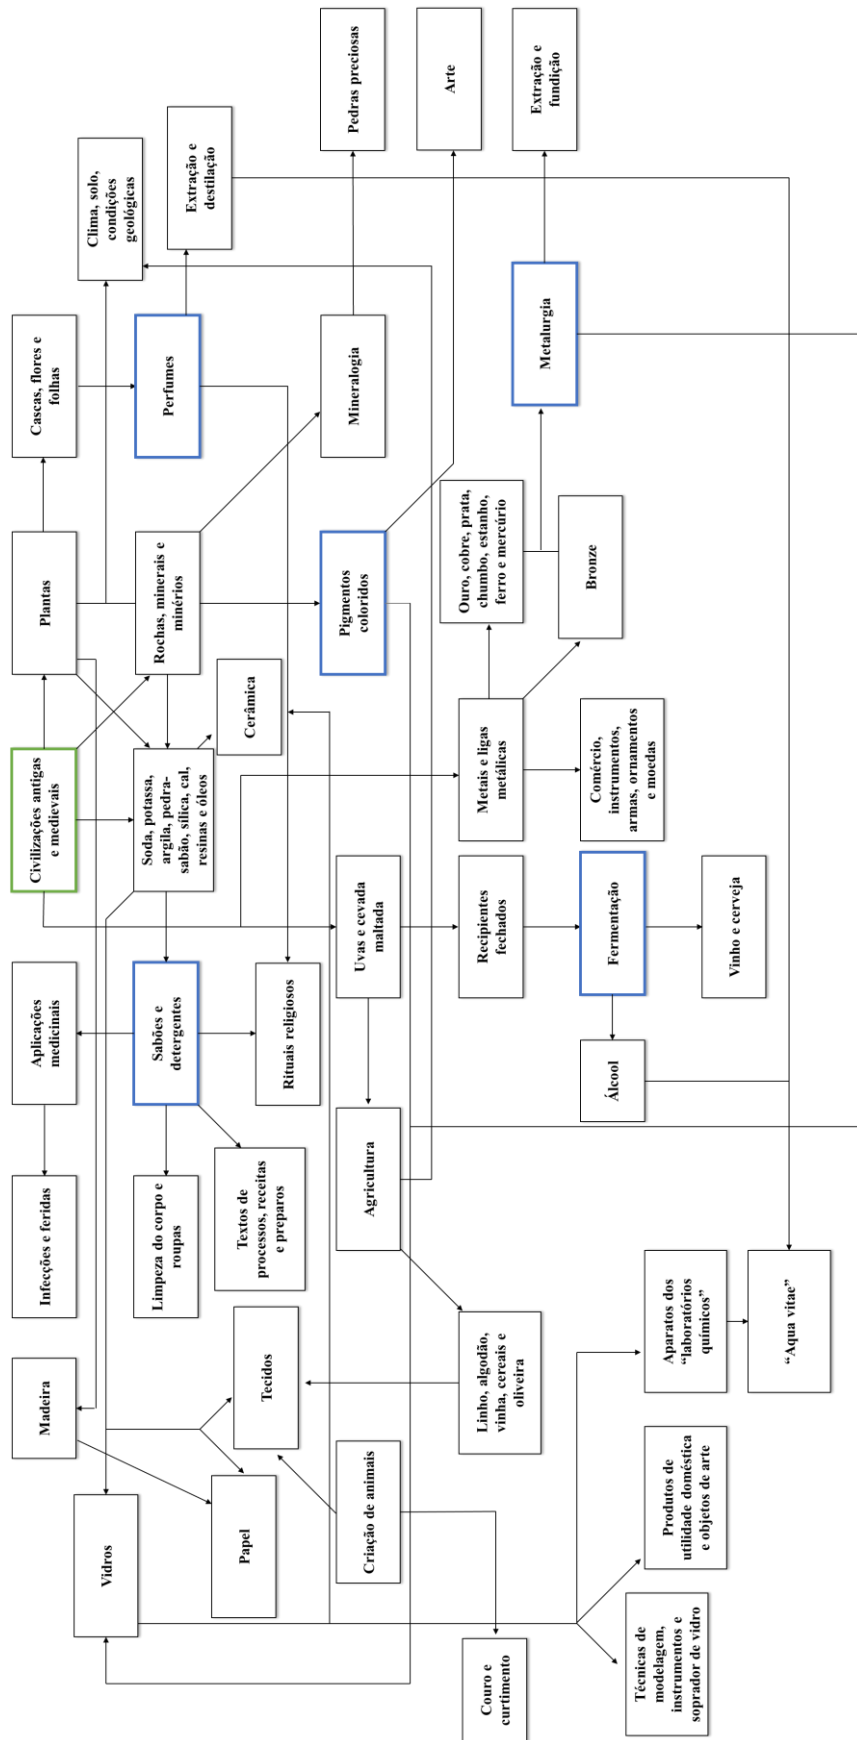 Madeira
Infecções e feridas
Aplicações
medicinais
Civilizações antigas
e medievais
Plantas
Cascas, flores e
folhas
Vidros
Limpeza do corpo e
roupas
Sabões e
detergentes
Soda, potassa,
argila, pedra-
sabão, sílica, cal,
resinas e óleos
Rochas, minerais e
minérios
Perfumes
Clima, solo,
condições
geológicas
Extração e
destilação
Papel
Tecidos
Textos de
processos, receitas
e preparos
Rituais religiosos
Cerâmica
Criação de animais
Agricultura
Uvas e cevada
maltada
Pigmentos
coloridos
Mineralogia
Pedras preciosas
Couro e
curtimento
Linho, algodão,
vinha, cereais e
oliveira
Recipientes
fechados
Metais e ligas
metálicas
Ouro, cobre, prata,
chumbo, estanho,
ferro e mercúrio
Arte
Álcool
Fermentação
Comércio,
instrumentos,
armas, ornamentos
e moedas
Bronze
Metalurgia
Extração e
fundição
Técnicas de
modelagem,
instrumentos e
soprador de vidro
Produtos de
utilidade doméstica
e objetos de arte
Aparatos dos
“laboratórios
químicos”
Vinho e cerveja
“Aqua vitae”